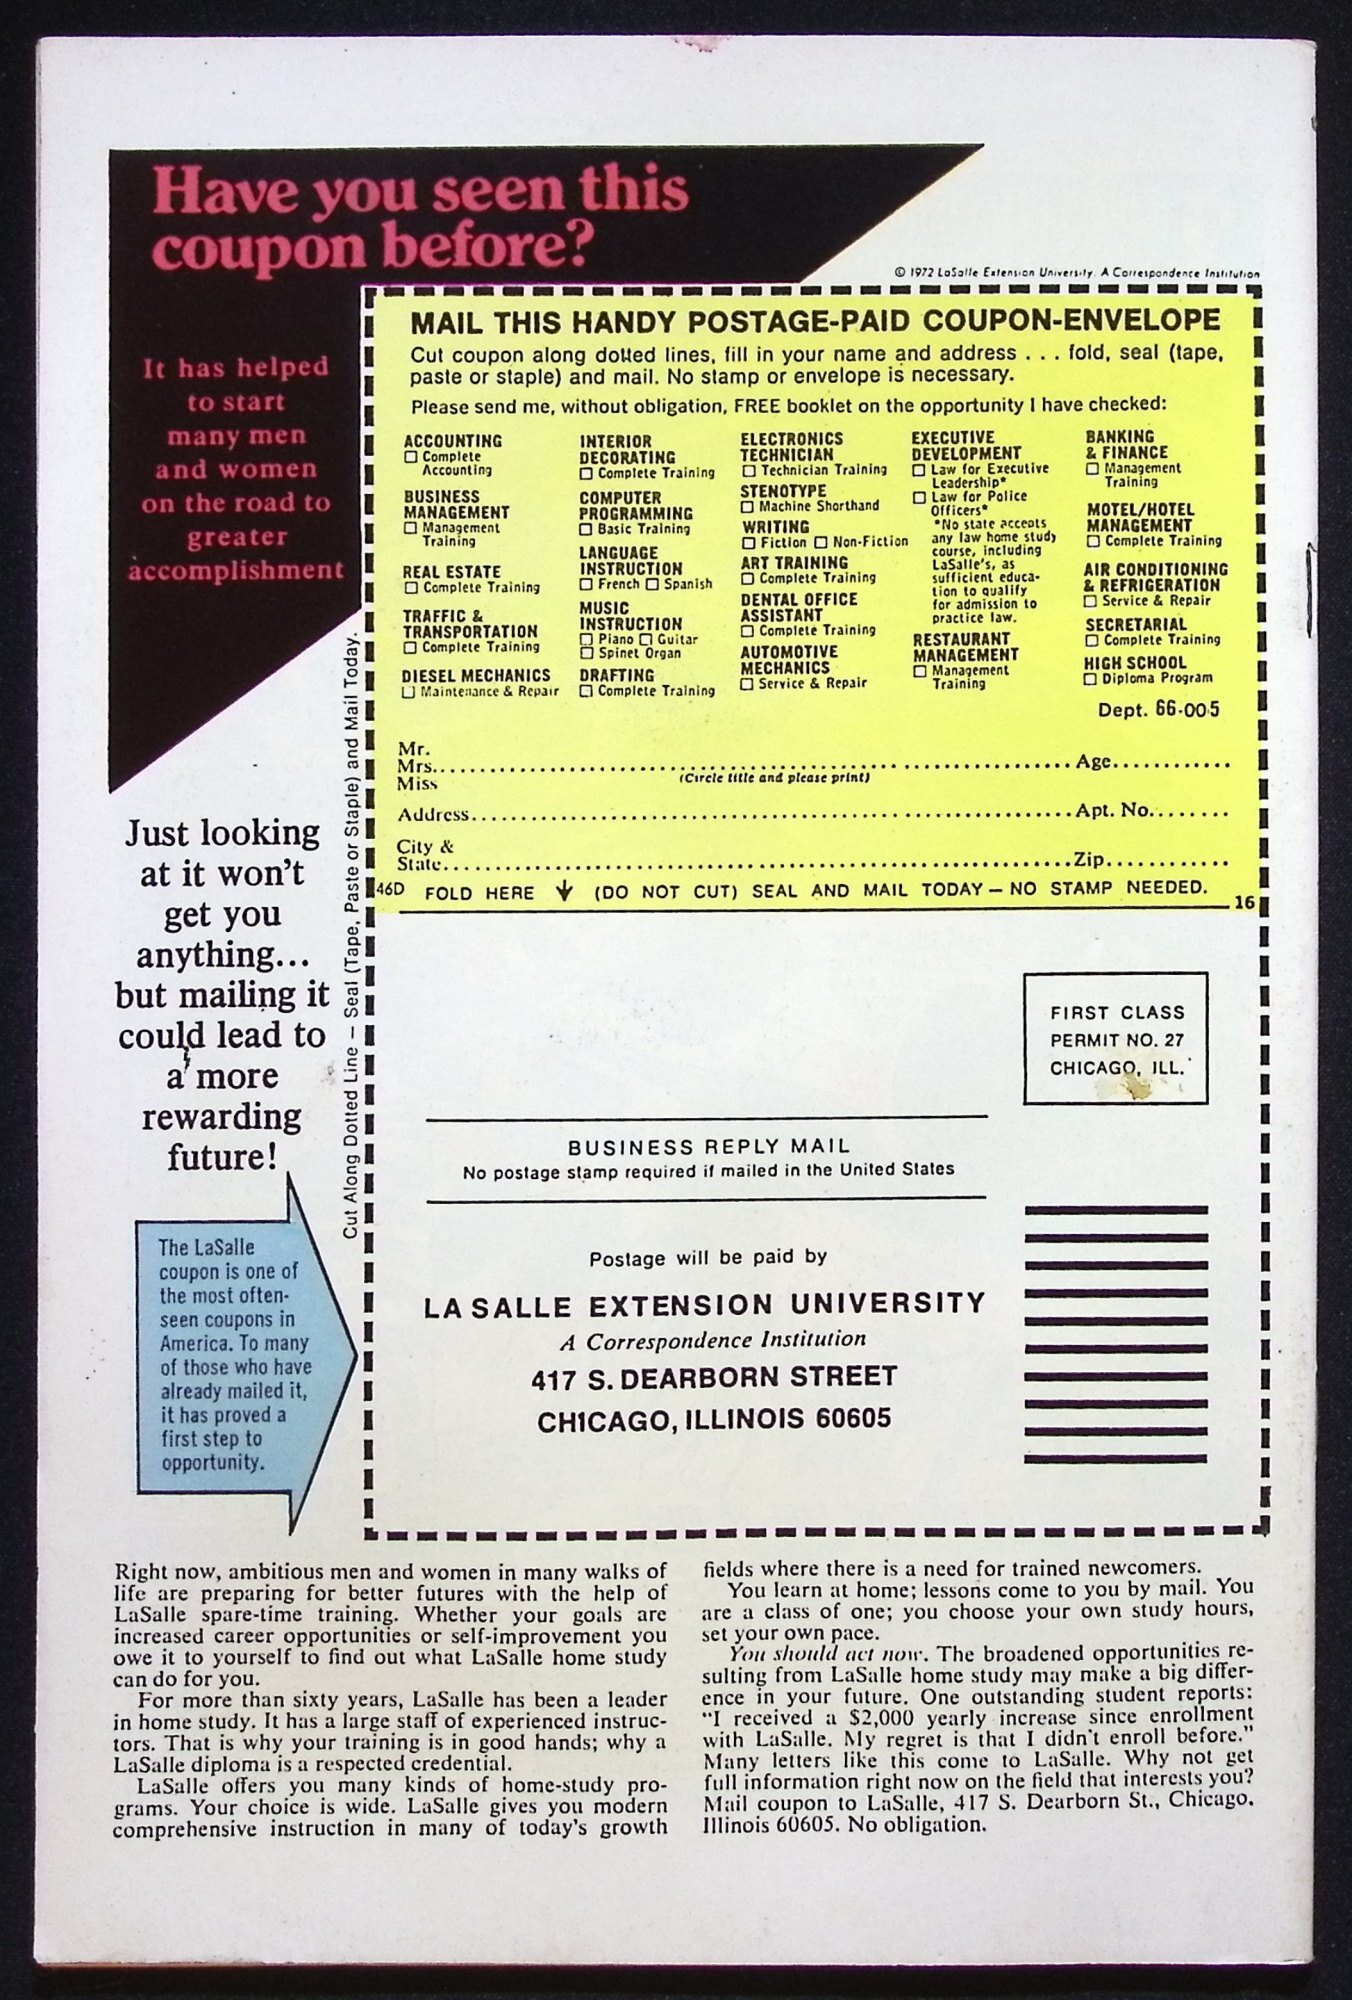 Have you seen this
coupon before?
It has helped
to start
many men
and women
on the road to
greater
accomplishment
© 1972 LaSalle Extension University. A Correspondence Institution
MAIL THIS HANDY POSTAGE-PAID COUPON-ENVELOPE
Cut coupon along dotted lines, fill in your name and address . . . fold, seal (tape,
paste or staple) and mail. No stamp or envelope is necessary.
Please send me, without obligation, FREE booklet on the opportunity I have checked:
ACCOUNTING
☐ Complete
Accounting
BUSINESS
MANAGEMENT
☐ Management
Training
REAL ESTATE
☐ Complete Training
TRAFFIC &
TRANSPORTATION
☐ Complete Training
DIESEL MECHANICS
☐ Maintenance & Repair
INTERIOR
DECORATING
☐ Complete Training
COMPUTER
PROGRAMMING
☐ Basic Training
LANGUAGE
INSTRUCTION
☐ French ☐ Spanish
MUSIC
INSTRUCTION
☐ Piano ☐ Guitar
☐ Spinet Organ
DRAFTING
☐ Complete Training
ELECTRONICS
TECHNICIAN
☐ Technician Training
STENOTYPE
☐ Machine Shorthand
WRITING
☐ Fiction ☐ Non-Fiction
ART TRAINING
☐ Complete Training
DENTAL OFFICE
ASSISTANT
☐ Complete Training
AUTOMOTIVE
MECHANICS
☐ Service & Repair
EXECUTIVE
DEVELOPMENT
☐ Law for Executive
Leadership*
☐ Law for Police
Officers*
*No state accepts
any law home study
course, including
LaSalle's, as
sufficient educa-
tion to qualify
for admission to
practice law.
RESTAURANT
MANAGEMENT
☐ Management
Training
BANKING
& FINANCE
☐ Management
Training
MOTEL/HOTEL
MANAGEMENT
☐ Complete Training
AIR CONDITIONING
& REFRIGERATION
☐ Service & Repair
SECRETARIAL
☐ Complete Training
HIGH SCHOOL
☐ Diploma Program
Dept. 66-005
Mr.
Mrs. Age
(Circle title and please print)
Miss
Address Apt. No.
City &
State Zip
46D FOLD HERE ↓ (DO NOT CUT) SEAL AND MAIL TODAY – NO STAMP NEEDED.
16
Cut Along Dotted Line – Seal (Tape, Paste or Staple) and Mail Today.
Just looking
at it won't
get you
anything...
but mailing it
could lead to
a more
rewarding
future!
FIRST CLASS
PERMIT NO. 27
CHICAGO, ILL.
BUSINESS REPLY MAIL
No postage stamp required if mailed in the United States
Postage will be paid by
LA SALLE EXTENSION UNIVERSITY
A Correspondence Institution
417 S. DEARBORN STREET
CHICAGO, ILLINOIS 60605
The LaSalle
coupon is one of
the most often-
seen coupons in
America. To many
of those who have
already mailed it,
it has proved a
first step to
opportunity.
Right now, ambitious men and women in many walks of
life are preparing for better futures with the help of
LaSalle spare-time training. Whether your goals are
increased career opportunities or self-improvement you
owe it to yourself to find out what LaSalle home study
can do for you.
For more than sixty years, LaSalle has been a leader
in home study. It has a large staff of experienced instruc-
tors. That is why your training is in good hands; why a
LaSalle diploma is a respected credential.
LaSalle offers you many kinds of home-study pro-
grams. Your choice is wide. LaSalle gives you modern
comprehensive instruction in many of today's growth
fields where there is a need for trained newcomers.
You learn at home; lessons come to you by mail. You
are a class of one; you choose your own study hours,
set your own pace.
You should act now. The broadened opportunities re-
sulting from LaSalle home study may make a big differ-
ence in your future. One outstanding student reports:
"I received a $2,000 yearly increase since enrollment
with LaSalle. My regret is that I didn't enroll before."
Many letters like this come to LaSalle. Why not get
full information right now on the field that interests you?
Mail coupon to LaSalle, 417 S. Dearborn St., Chicago.
Illinois 60605. No obligation.